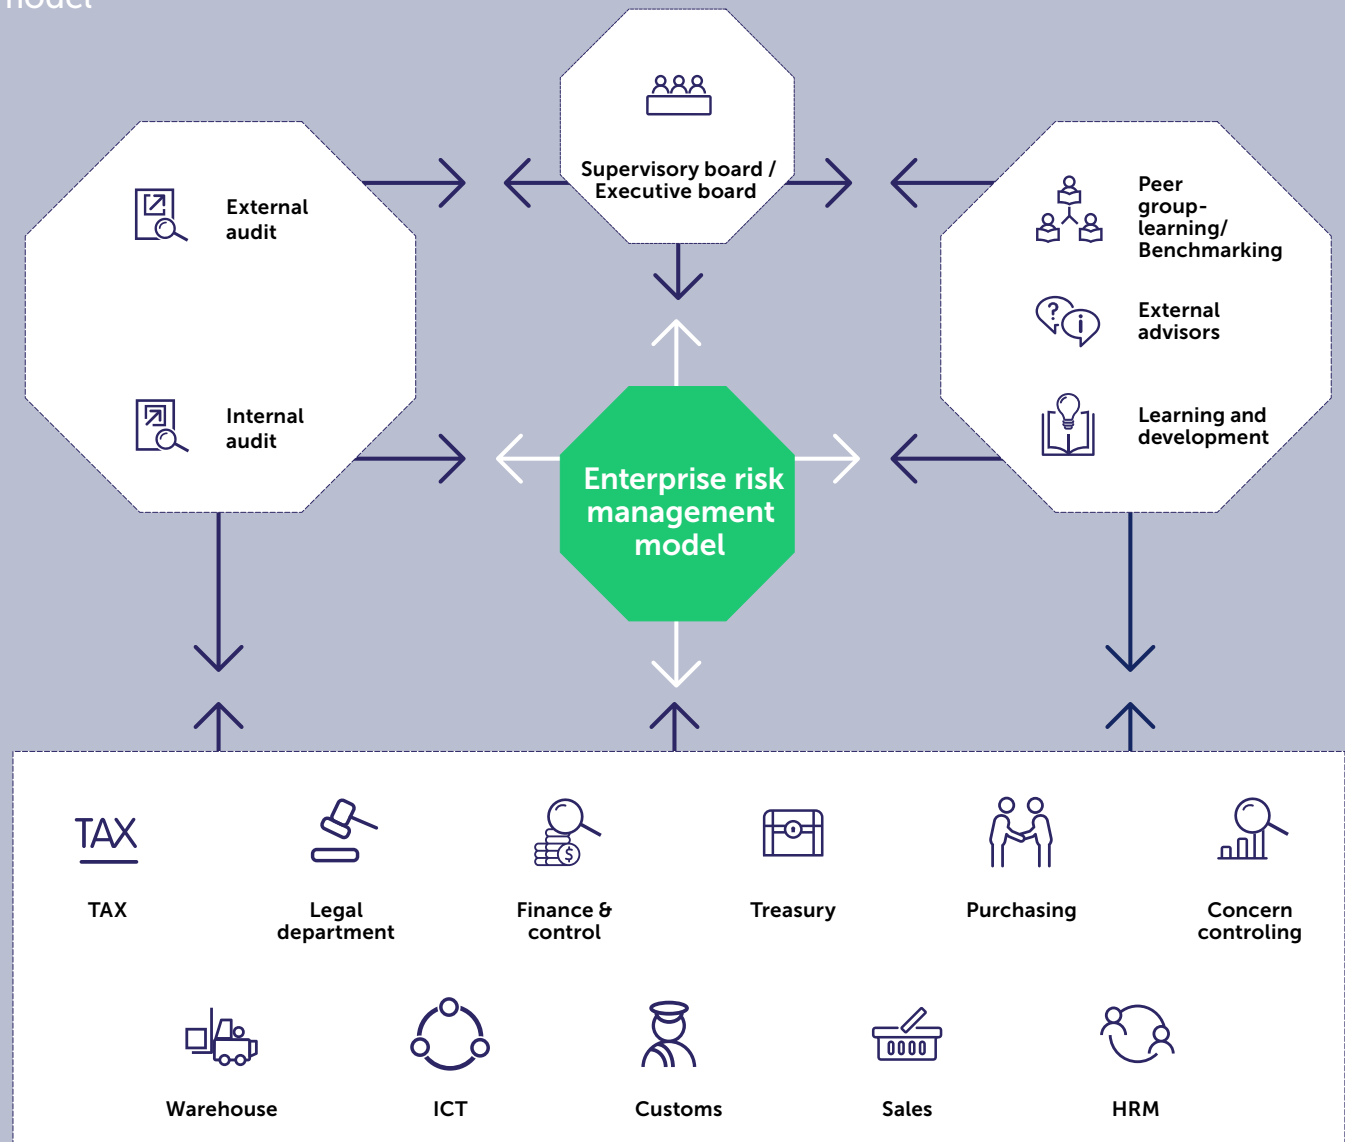 model
Supervisory board /
Executive board
External
audit
Internal
audit
Peer
group-
learning/
Benchmarking
External
advisors
Learning and
development
Enterprise risk
management
model
TAX
TAX
Legal
department
Finance &
control
Treasury
Purchasing
Concern
controling
Warehouse
ICT
Customs
Sales
HRM